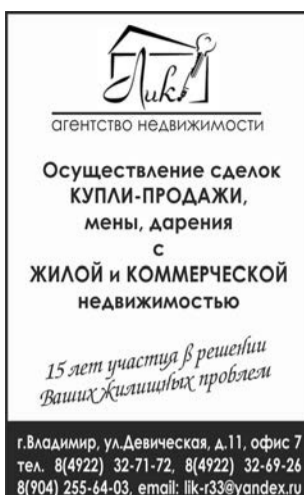 Лик
агентство недвижимости
Осуществление сделок
КУПЛИ-ПРОДАЖИ,
мены, дарения
с
ЖИЛОЙ и КОММЕРЧЕСКОЙ
недвижимостью
15 лет участия в решении
Ваших жилищных проблем
г.Владимир, ул.Девическая, д.11, офис 7
тел. 8(4922) 32-71-72, 8(4922) 32-69-26
8(904) 255-64-03, email: lik-r33@yandex.ru